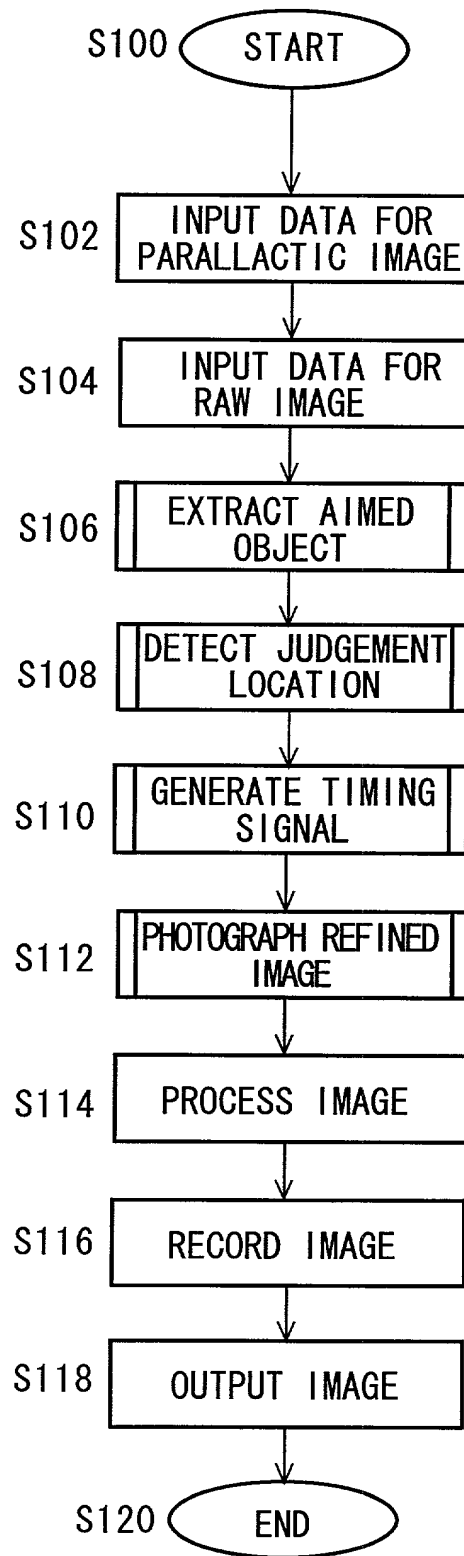 S100 START
S102 INPUT DATA FOR
PARALLACTIC IMAGE
S104 INPUT DATA FOR
RAW IMAGE
S106 EXTRACT AIMED
OBJECT
S108 DETECT JUDGEMENT
LOCATION
S110 GENERATE TIMING
SIGNAL
S112 PHOTOGRAPH REFINED
IMAGE
S114 PROCESS IMAGE
S116 RECORD IMAGE
S118 OUTPUT IMAGE
S120 END